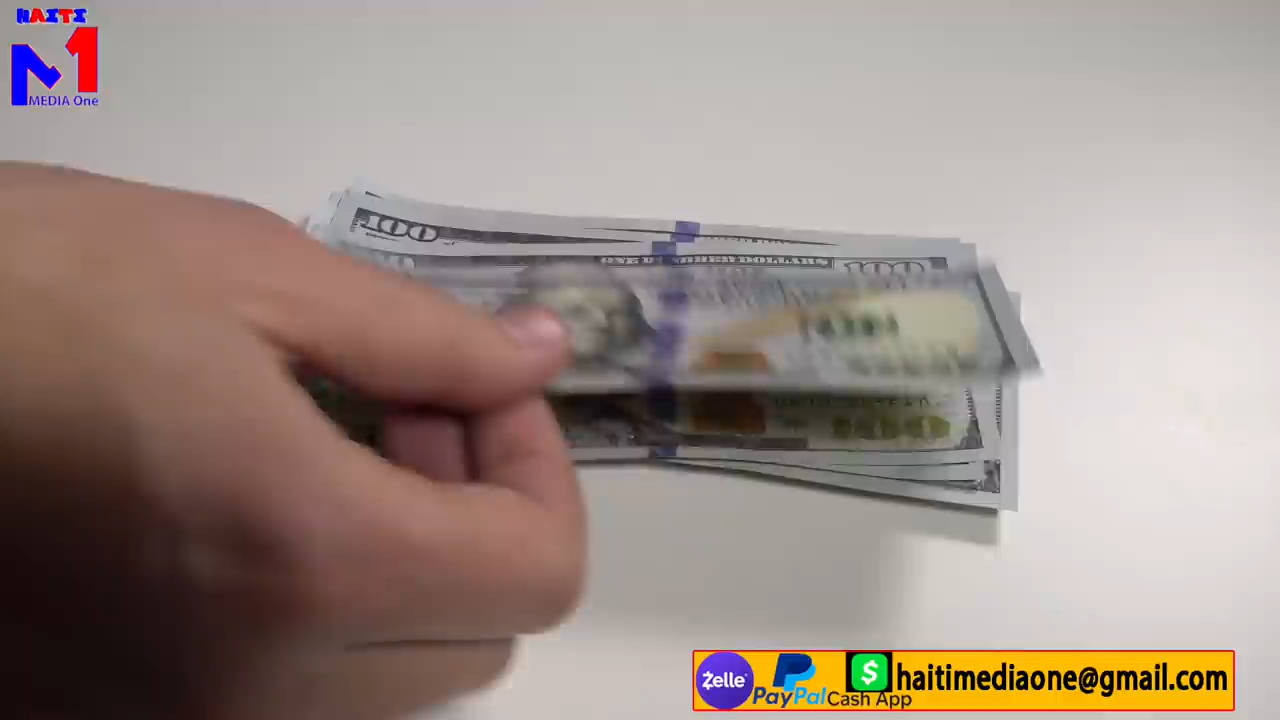 HAITI
M1
MEDIA One
100
ONE HUNDRED DOLLARS
100
Zelle
PayPal
Cash App
$
haitimediaone@gmail.com